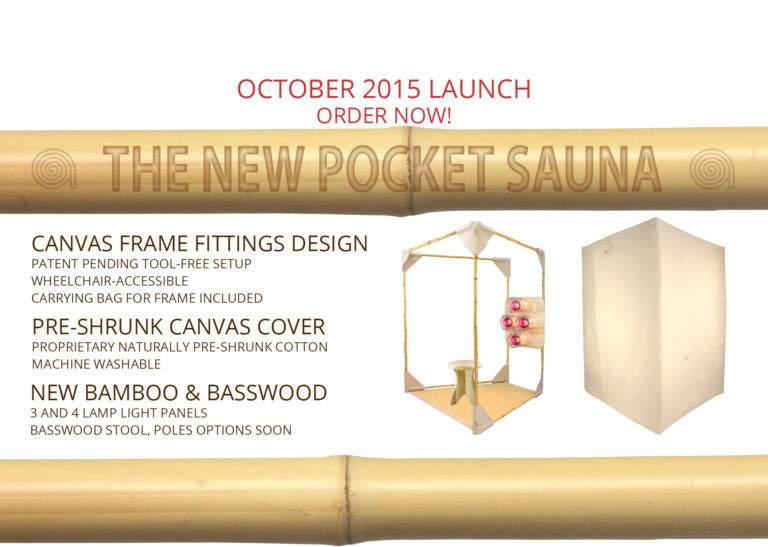 OCTOBER 2015 LAUNCH
ORDER NOW!
THE NEW POCKET SAUNA
CANVAS FRAME FITTINGS DESIGN
PATENT PENDING TOOL-FREE SETUP
WHEELCHAIR-ACCESSIBLE
CARRYING BAG FOR FRAME INCLUDED
PRE-SHRUNK CANVAS COVER
PROPRIETARY NATURALLY PRE-SHRUNK COTTON
MACHINE WASHABLE
NEW BAMBOO & BASSWOOD
3 AND 4 LAMP LIGHT PANELS
BASSWOOD STOOL, POLES OPTIONS SOON